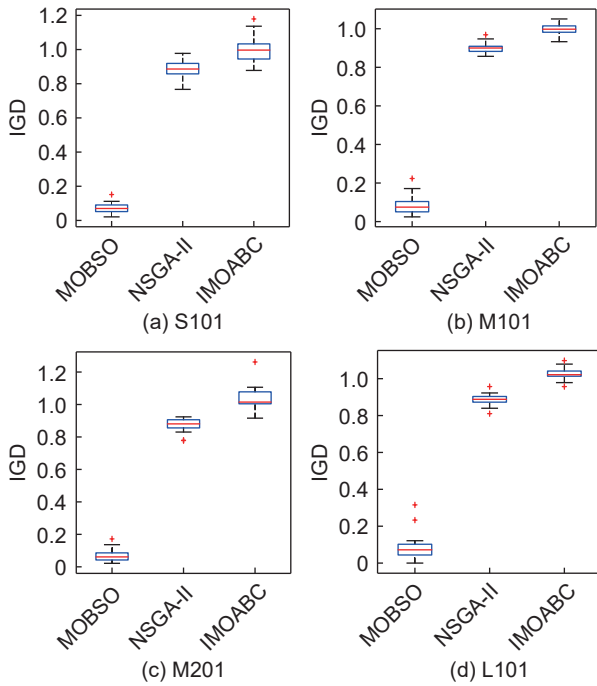 1.2
1.0
0.8
0.6
0.4
0.2
0
IGD
MOBSO
NSGA-II
IMOABC
(a) S101
1.0
0.8
0.6
0.4
0.2
0
IGD
MOBSO
NSGA-II
IMOABC
(b) M101
1.2
1.0
0.8
0.6
0.4
0.2
0
IGD
MOBSO
NSGA-II
IMOABC
(c) M201
1.0
0.8
0.6
0.4
0.2
0
IGD
MOBSO
NSGA-II
IMOABC
(d) L101